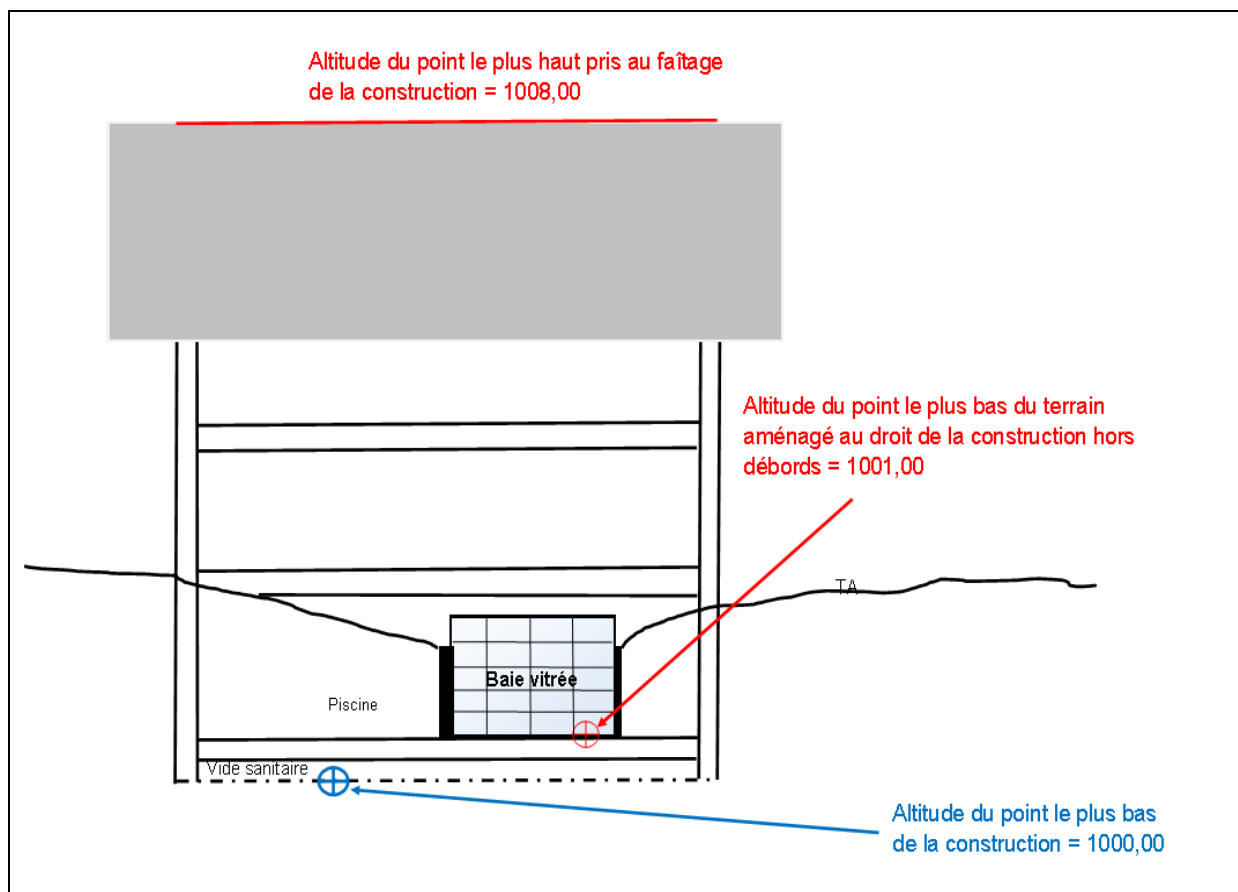 Altitude du point le plus haut pris au faîtage
de la construction = 1008,00
Altitude du point le plus bas du terrain
aménagé au droit de la construction hors
débords = 1001,00
TA
Baie vitrée
Piscine
Vide sanitaire
Altitude du point le plus bas
de la construction = 1000,00